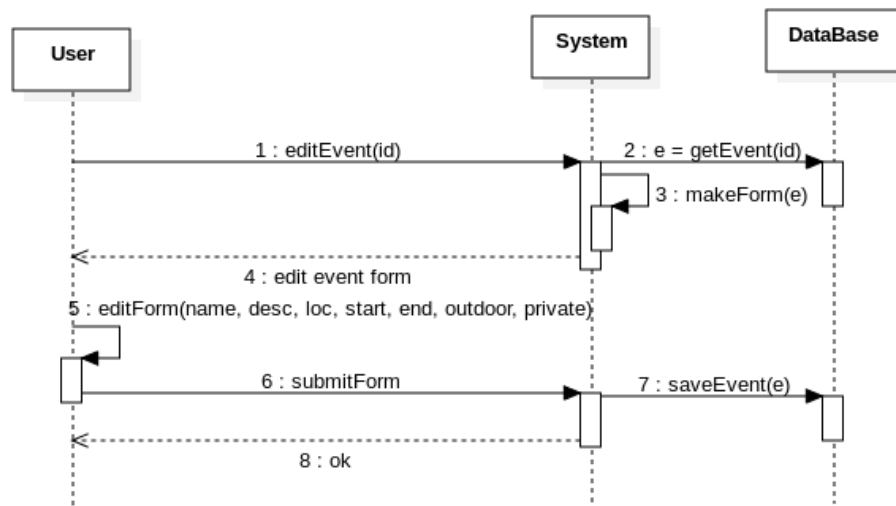 User
System
DataBase
1 : editEvent(id)
2 : e = getEvent(id)
3 : makeForm(e)
4 : edit event form
5 : editForm(name, desc, loc, start, end, outdoor, private)
6 : submitForm
7 : saveEvent(e)
8 : ok